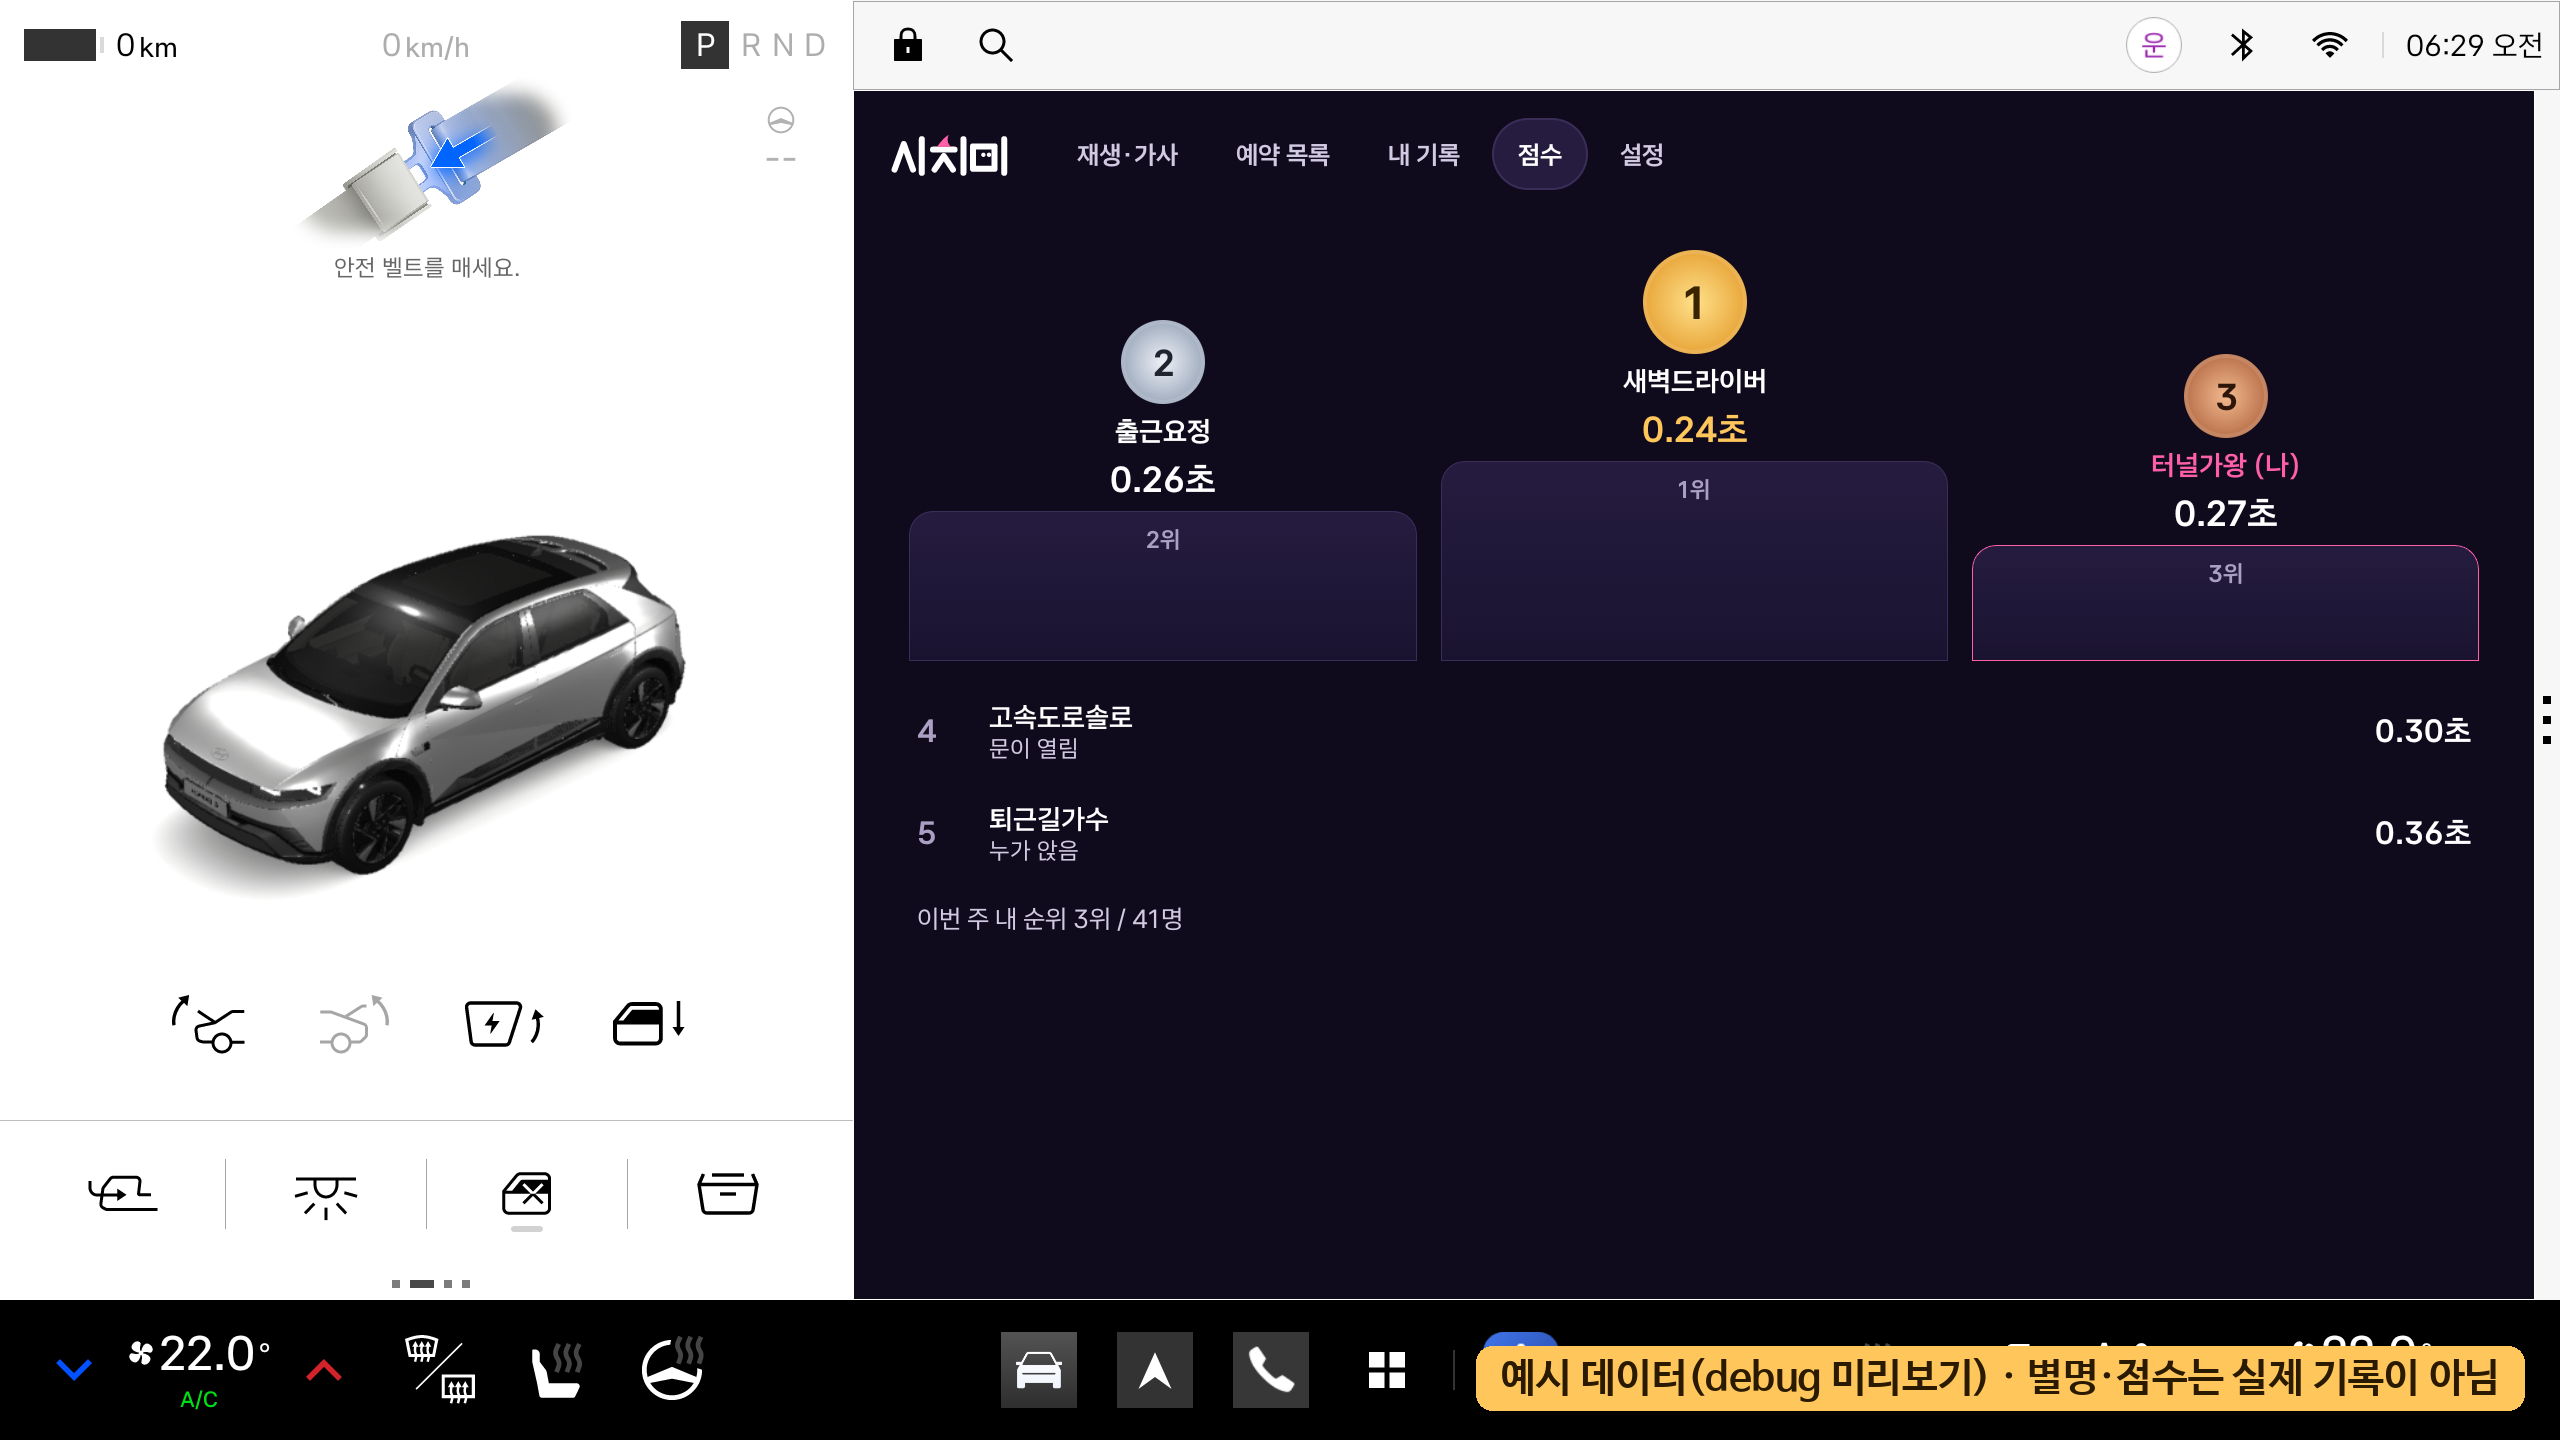 0 km
0 km/h
P R N D
안전 벨트를 매세요.
운
06:29 오전
시치미
재생·가사
예약 목록
내 기록
점수
설정
2
출근요정
0.26초
2위
1
새벽드라이버
0.24초
1위
3
터널가왕 (나)
0.27초
3위
4
고속도로솔로
문이 열림
0.30초
5
퇴근길가수
누가 앉음
0.36초
이번 주 내 순위 3위 / 41명
22.0°
A/C
예시 데이터(debug 미리보기) · 별명·점수는 실제 기록이 아님